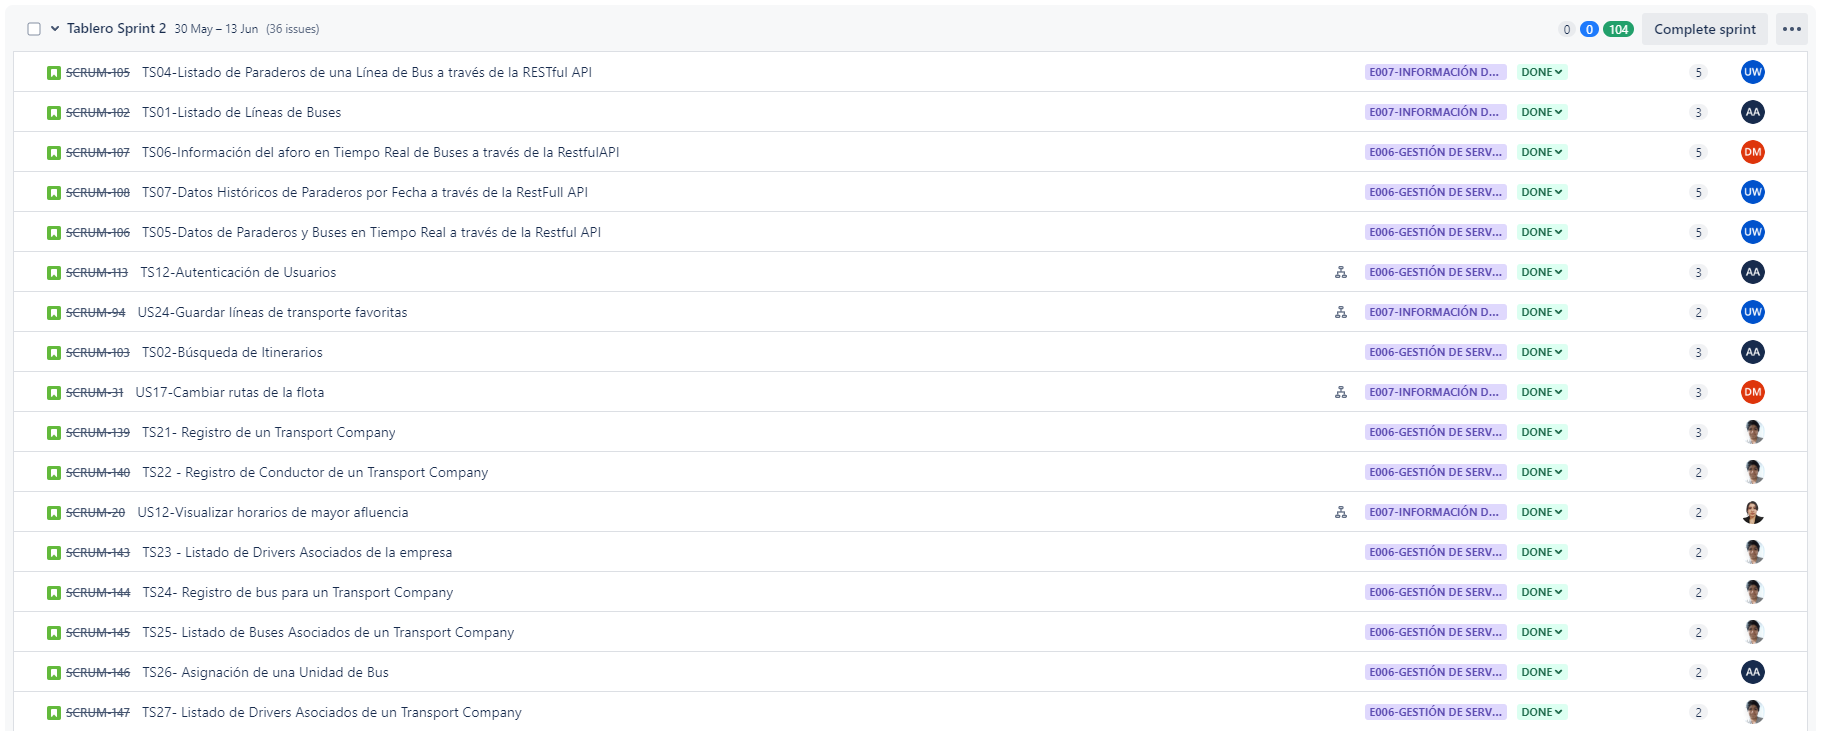 Tablero Sprint 2 30 May – 13 Jun (36 issues) 0 0 104 Complete sprint
SCRUM-105 TS04-Listado de Paraderos de una Línea de Bus a través de la RESTful API E007-INFORMACIÓN D... DONE 5 UW
SCRUM-102 TS01-Listado de Líneas de Buses E007-INFORMACIÓN D... DONE 3 AA
SCRUM-107 TS06-Información del aforo en Tiempo Real de Buses a través de la RestfulAPI E006-GESTIÓN DE SERV... DONE 5 DM
SCRUM-108 TS07-Datos Históricos de Paraderos por Fecha a través de la RestFull API E006-GESTIÓN DE SERV... DONE 5 UW
SCRUM-106 TS05-Datos de Paraderos y Buses en Tiempo Real a través de la Restful API E006-GESTIÓN DE SERV... DONE 5 UW
SCRUM-113 TS12-Autenticación de Usuarios E006-GESTIÓN DE SERV... DONE 3 AA
SCRUM-94 US24-Guardar líneas de transporte favoritas E007-INFORMACIÓN D... DONE 2 UW
SCRUM-103 TS02-Búsqueda de Itinerarios E006-GESTIÓN DE SERV... DONE 3 AA
SCRUM-31 US17-Cambiar rutas de la flota E007-INFORMACIÓN D... DONE 3 DM
SCRUM-139 TS21- Registro de un Transport Company E006-GESTIÓN DE SERV... DONE 3
SCRUM-140 TS22 - Registro de Conductor de un Transport Company E006-GESTIÓN DE SERV... DONE 2
SCRUM-20 US12-Visualizar horarios de mayor afluencia E007-INFORMACIÓN D... DONE 2
SCRUM-143 TS23 - Listado de Drivers Asociados de la empresa E006-GESTIÓN DE SERV... DONE 2
SCRUM-144 TS24- Registro de bus para un Transport Company E006-GESTIÓN DE SERV... DONE 2
SCRUM-145 TS25- Listado de Buses Asociados de un Transport Company E006-GESTIÓN DE SERV... DONE 2
SCRUM-146 TS26- Asignación de una Unidad de Bus E006-GESTIÓN DE SERV... DONE 2 AA
SCRUM-147 TS27- Listado de Drivers Asociados de un Transport Company E006-GESTIÓN DE SERV... DONE 2